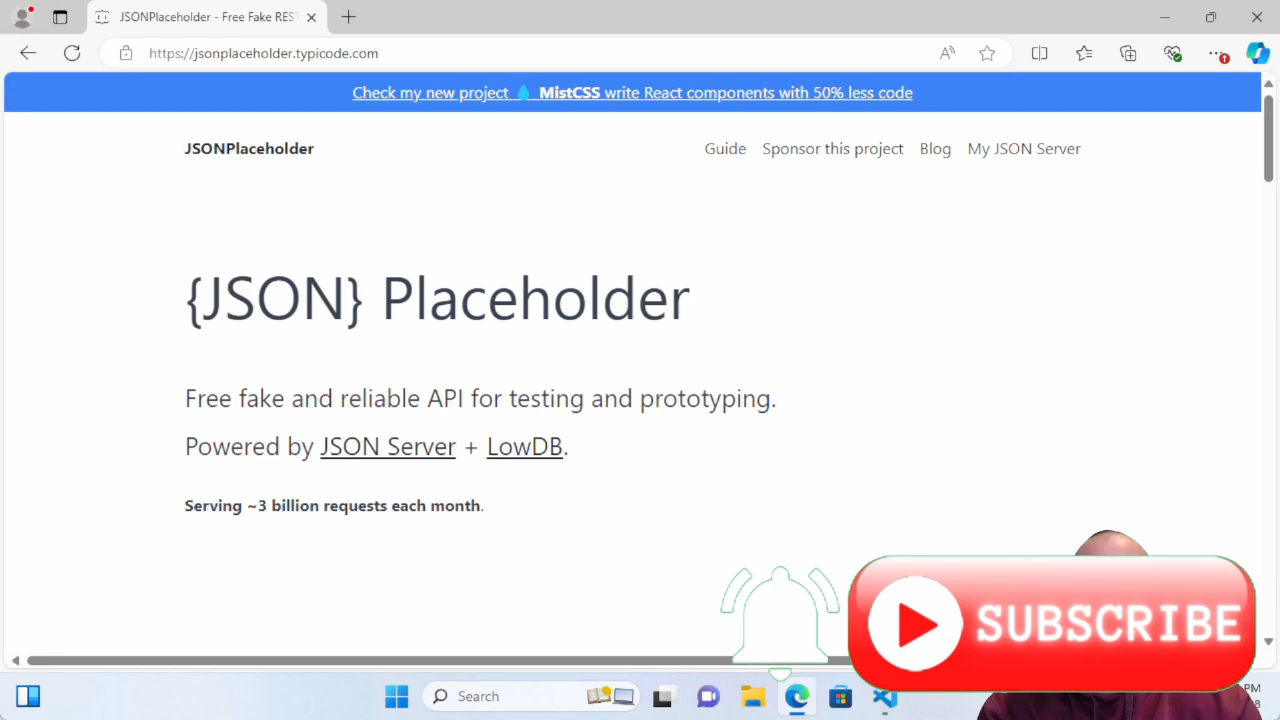 JSONPlaceholder - Free Fake RES
https://jsonplaceholder.typicode.com
Check my new project 💧 MistCSS write React components with 50% less code
JSONPlaceholder
Guide
Sponsor this project
Blog
My JSON Server
{JSON} Placeholder
Free fake and reliable API for testing and prototyping.
Powered by JSON Server + LowDB.
Serving ~3 billion requests each month.
SUBSCRIBE
Search
PM